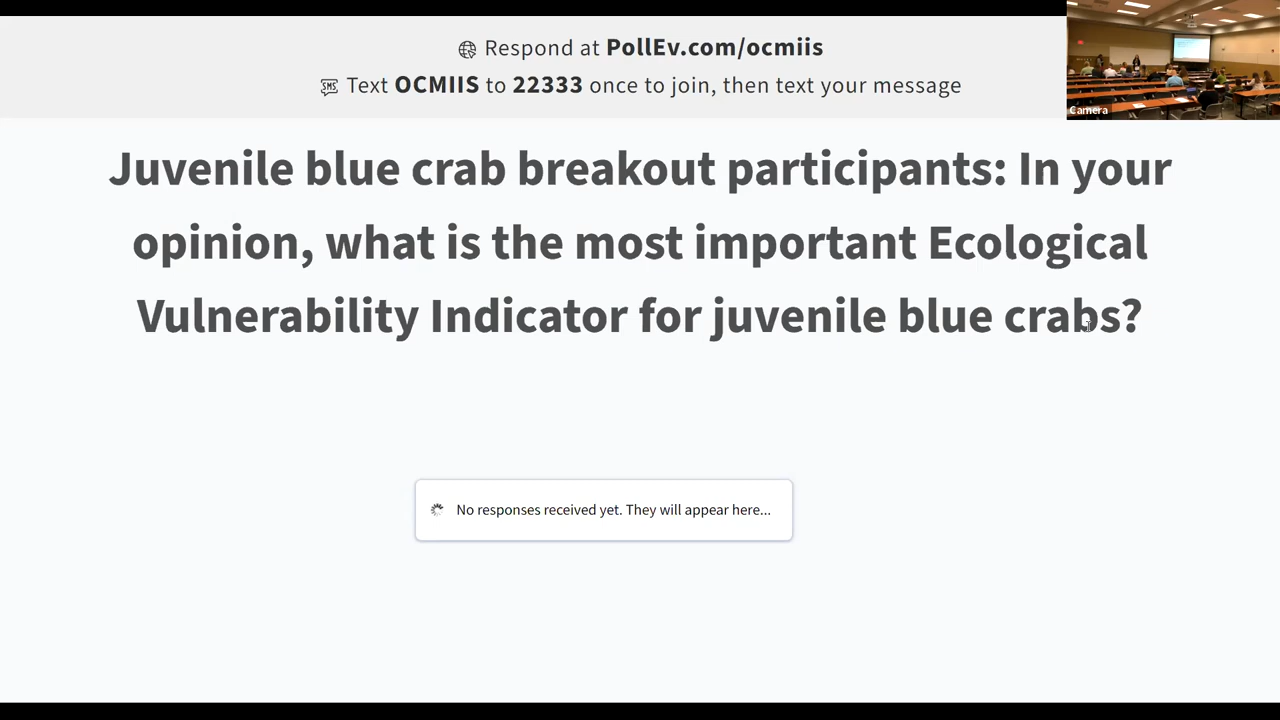 Respond at PollEv.com/ocmiis
Text OCMIIS to 22333 once to join, then text your message
Camera
Juvenile blue crab breakout participants: In your
opinion, what is the most important Ecological
Vulnerability Indicator for juvenile blue crabs?
No responses received yet. They will appear here...